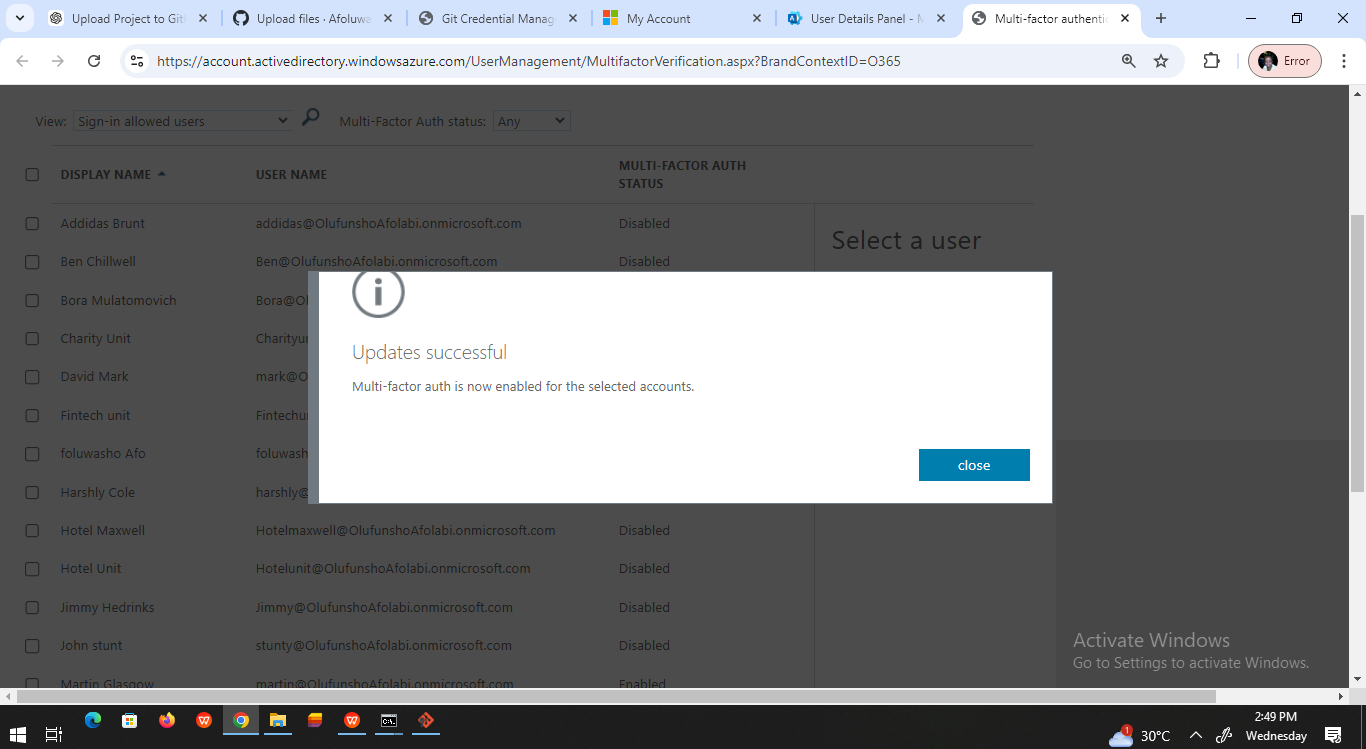 Upload Project to Git
Upload files · Afoluwa
Git Credential Manag
My Account
User Details Panel - M
Multi-factor authentic
https://account.activedirectory.windowsazure.com/UserManagement/MultifactorVerification.aspx?BrandContextID=O365
Error
View: Sign-in allowed users Multi-Factor Auth status: Any
DISPLAY NAME USER NAME MULTI-FACTOR AUTH
STATUS
Addidas Brunt addidas@OlufunshoAfolabi.onmicrosoft.com Disabled
Select a user
Ben Chillwell Ben@OlufunshoAfolabi.onmicrosoft.com Disabled
Bora Mulatomovich Bora@Ol
Charity Unit Charityu
David Mark mark@O
Fintech unit Fintechu
foluwasho Afo foluwash
Harshly Cole harshly@
Updates successful
Multi-factor auth is now enabled for the selected accounts.
close
Hotel Maxwell Hotelmaxwell@OlufunshoAfolabi.onmicrosoft.com Disabled
Hotel Unit Hotelunit@OlufunshoAfolabi.onmicrosoft.com Disabled
Jimmy Hedrinks Jimmy@OlufunshoAfolabi.onmicrosoft.com Disabled
John stunt stunty@OlufunshoAfolabi.onmicrosoft.com Disabled
Martin Glasgow martin@OlufunshoAfolabi.onmicrosoft.com Enabled
Activate Windows
Go to Settings to activate Windows.
1
30°C
2:49 PM
Wednesday